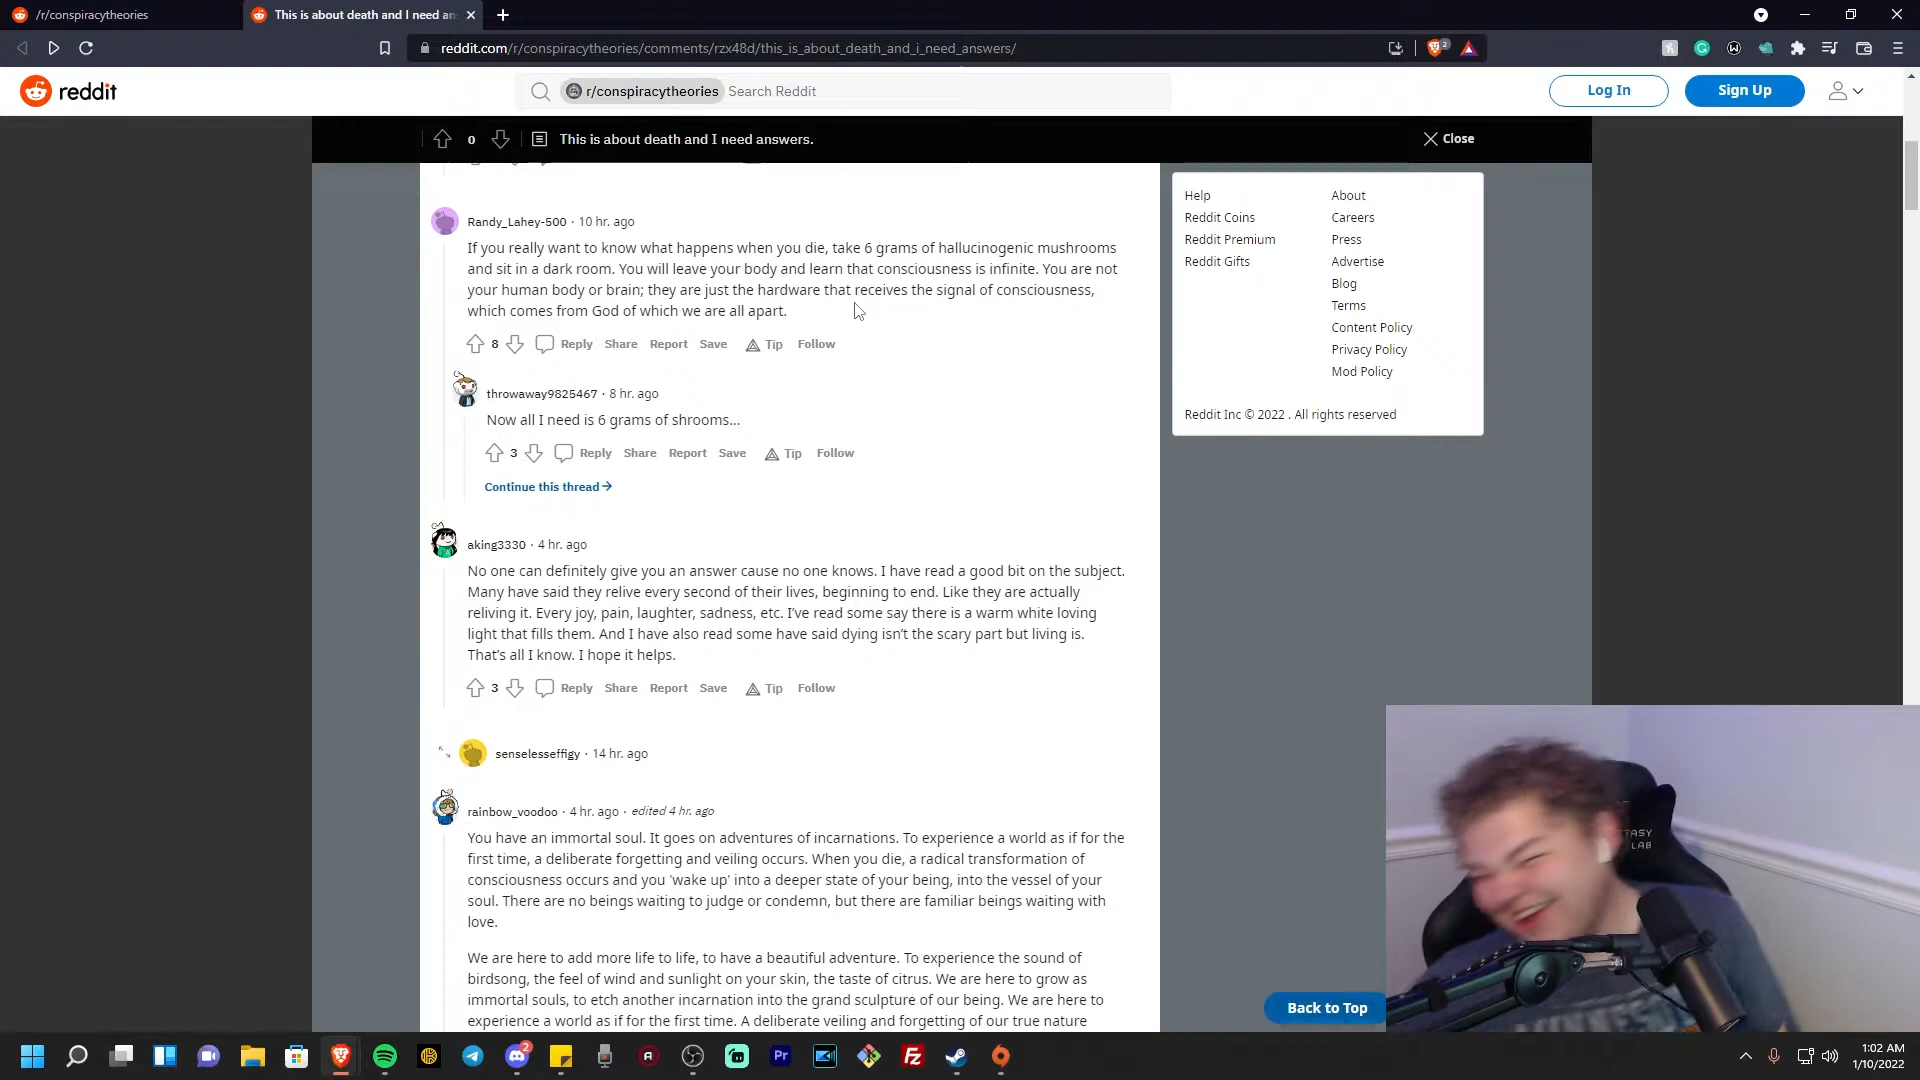 /r/conspiracytheories
This is about death and I need an
reddit.com/r/conspiracytheories/comments/rzx48d/this_is_about_death_and_i_need_answers/
2
reddit
r/conspiracytheories
Search Reddit
Log In
Sign Up
0
This is about death and I need answers.
Close
Randy_Lahey-500 · 10 hr. ago
If you really want to know what happens when you die, take 6 grams of hallucinogenic mushrooms
and sit in a dark room. You will leave your body and learn that consciousness is infinite. You are not
your human body or brain; they are just the hardware that receives the signal of consciousness,
which comes from God of which we are all apart.
8 Reply Share Report Save Tip Follow
throwaway9825467 · 8 hr. ago
Now all I need is 6 grams of shrooms...
3 Reply Share Report Save Tip Follow
Continue this thread
aking3330 · 4 hr. ago
No one can definitely give you an answer cause no one knows. I have read a good bit on the subject.
Many have said they relive every second of their lives, beginning to end. Like they are actually
reliving it. Every joy, pain, laughter, sadness, etc. I've read some say there is a warm white loving
light that fills them. And I have also read some have said dying isn't the scary part but living is.
That's all I know. I hope it helps.
3 Reply Share Report Save Tip Follow
senselesseffigy · 14 hr. ago
rainbow_voodoo · 4 hr. ago · edited 4 hr. ago
You have an immortal soul. It goes on adventures of incarnations. To experience a world as if for the
first time, a deliberate forgetting and veiling occurs. When you die, a radical transformation of
consciousness occurs and you 'wake up' into a deeper state of your being, into the vessel of your
soul. There are no beings waiting to judge or condemn, but there are familiar beings waiting with
love.
We are here to add more life to life, to have a beautiful adventure. To experience the sound of
birdsong, the feel of wind and sunlight on your skin, the taste of citrus. We are here to grow as
immortal souls, to etch another incarnation into the grand sculpture of our being. We are here to
experience a world as if for the first time. A deliberate veiling and forgetting of our true nature
Help About
Reddit Coins Careers
Reddit Premium Press
Reddit Gifts Advertise
Blog
Terms
Content Policy
Privacy Policy
Mod Policy
Reddit Inc © 2022 . All rights reserved
Back to Top
2
Pr
FZ
1:02 AM
1/10/2022